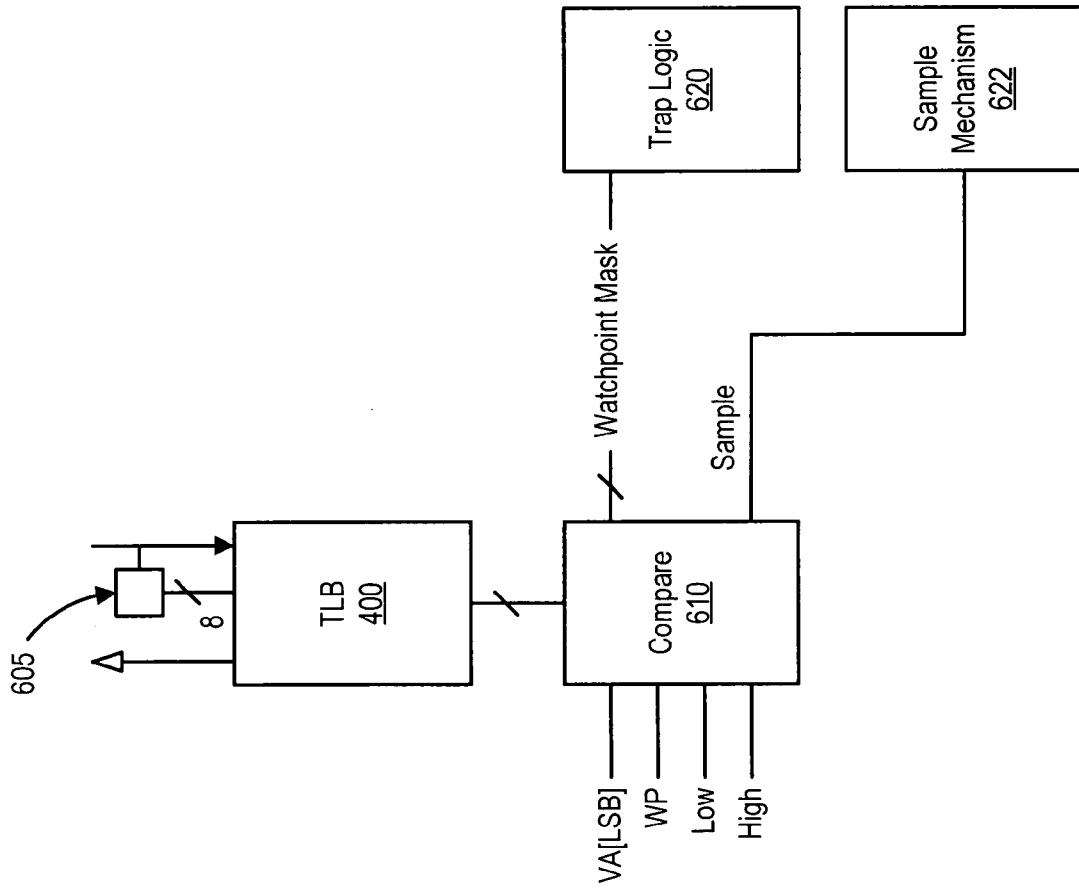 605
8
TLB
400
VA[LSB]
WP
Low
High
Compare
610
Watchpoint Mask
Sample
Trap Logic
620
Sample
Mechanism
622